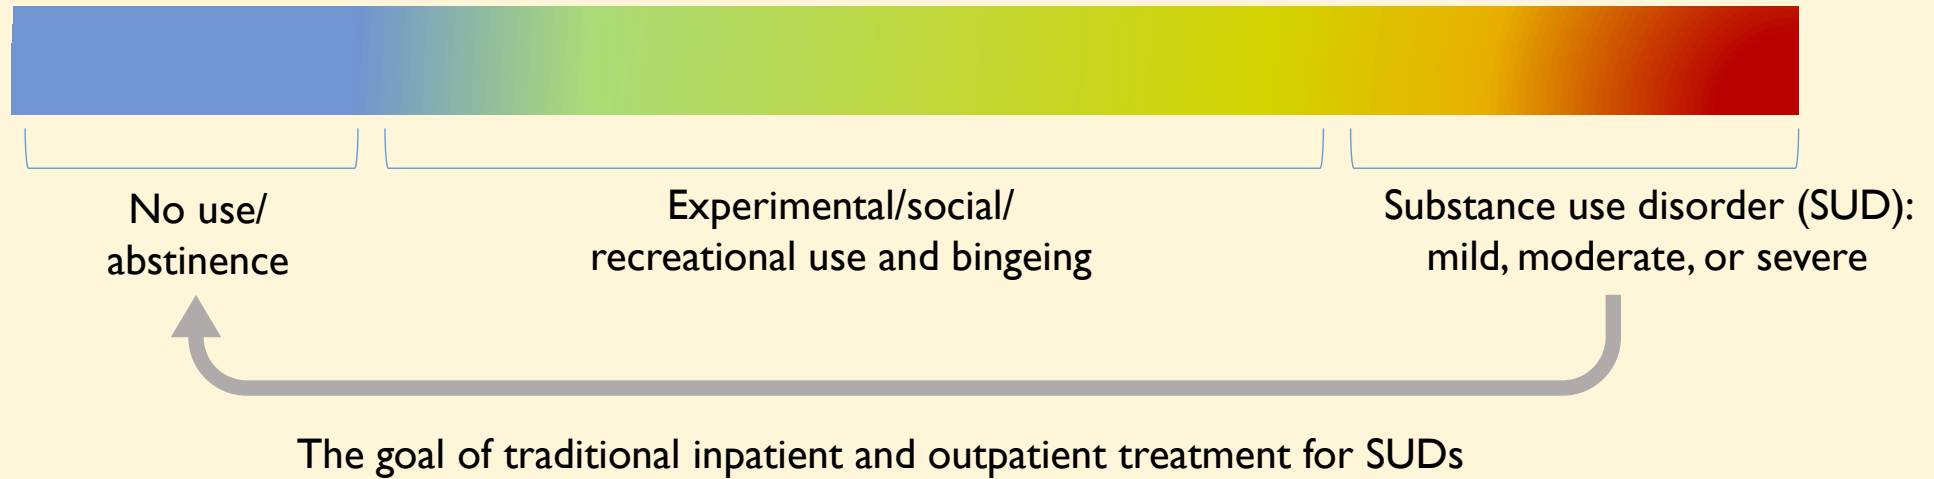 No use/
abstinence
Experimental/social/
recreational use and bingeing
Substance use disorder (SUD):
mild, moderate, or severe
The goal of traditional inpatient and outpatient treatment for SUDs